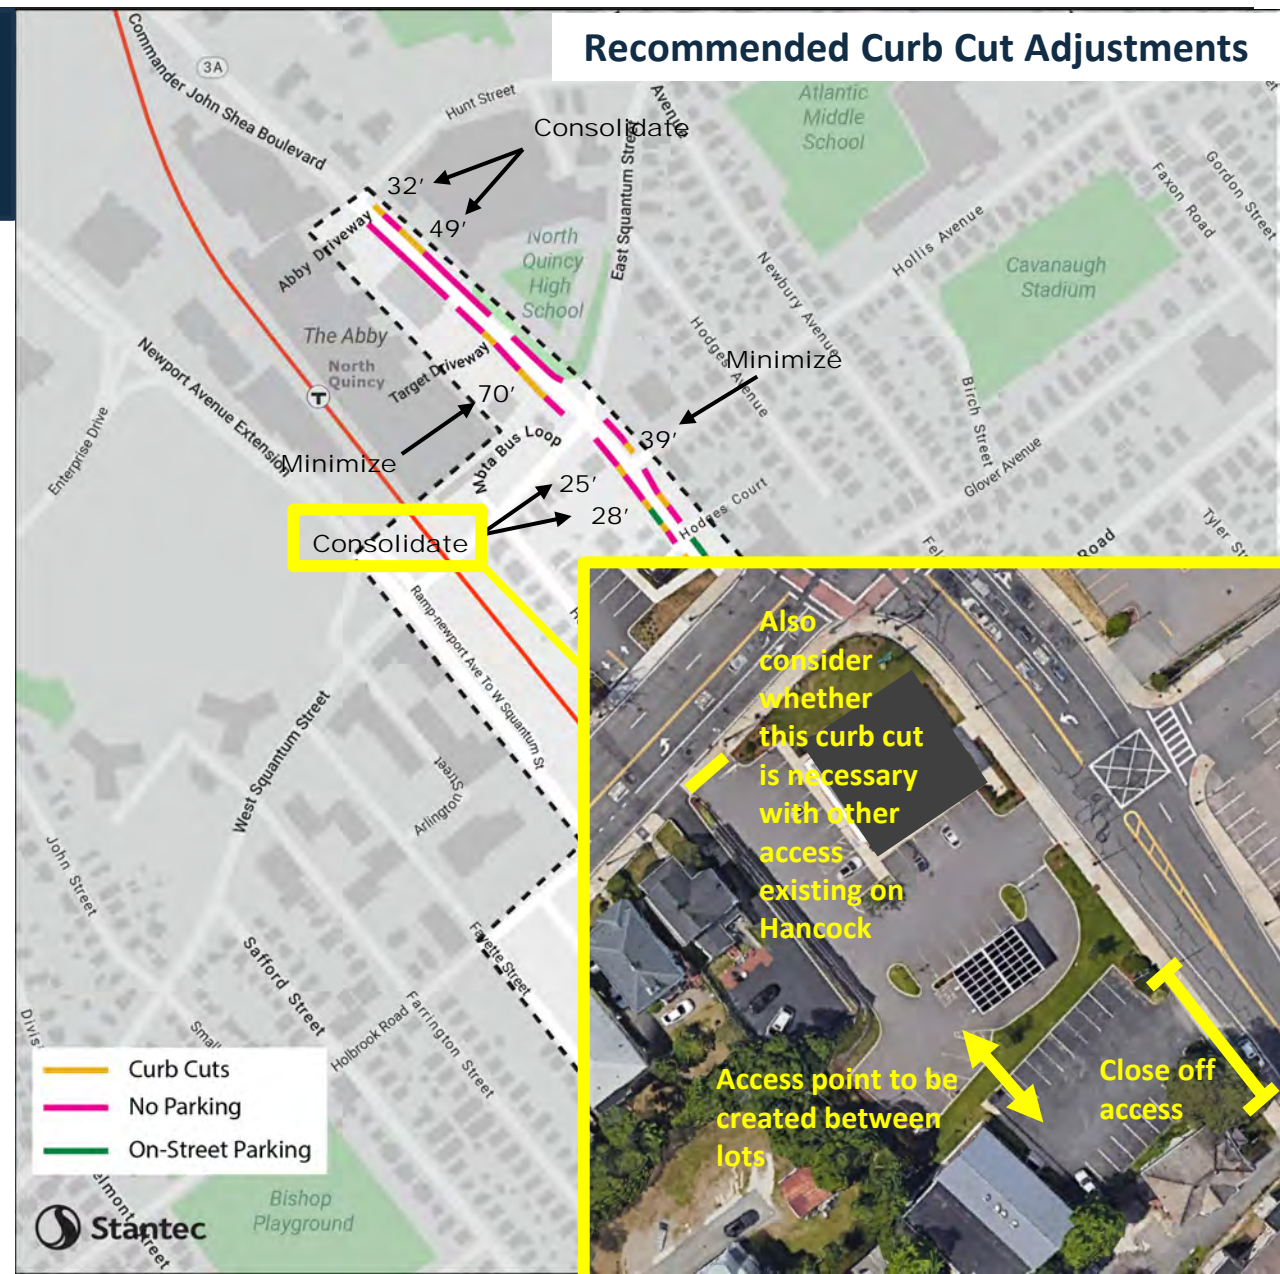 Recommended Curb Cut Adjustments
Commander John Shea Boulevard
3A
Hunt Street
Consolidate
Avenue
Atlantic
Middle
School
Faxon Road
Gordon Street
32'
49'
East Squantum Street
Abby Driveway
North
Quincy
High
School
Newbury Avenue
Hollis Avenue
Cavanaugh
Stadium
The Abby
North
Quincy
T
Target Driveway
Hodges Avenue
Minimize
Newport Avenue Extension
70'
39'
Birch Street
Enterprise Drive
Minimize
Mbta Bus Loop
Glover Avenue
25'
28'
Hodges Court
Consolidate
Road
Ramp-newport Ave To W Squantum St
West Squantum Street
Arlington Street
John Street
Fayette Street
Safford Street
Farrington Street
Holbrook Road
Also
consider
whether
this curb cut
is necessary
with other
access
existing on
Hancock
Access point to be
created between
lots
Close off
access
Curb Cuts
No Parking
On-Street Parking
Bishop
Playground
Stantec